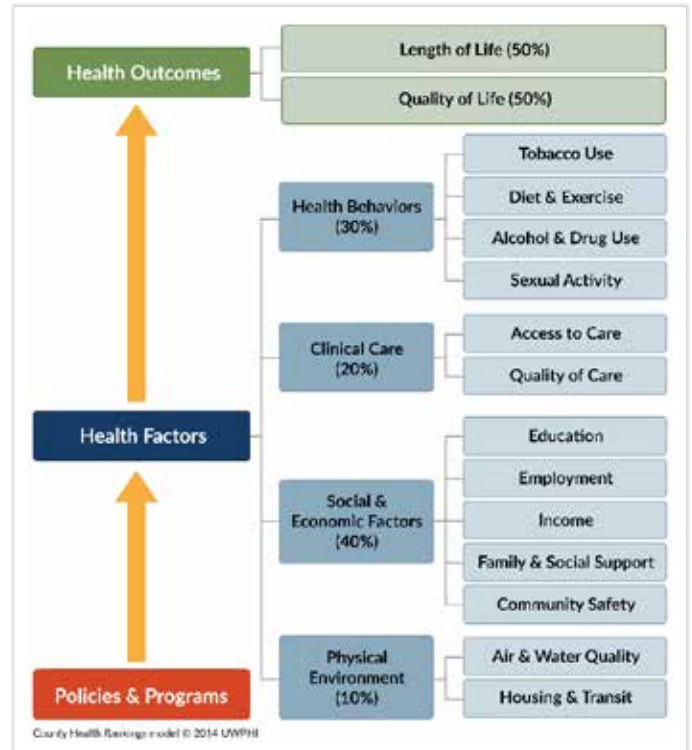 Health Outcomes
Length of Life (50%)
Quality of Life (50%)
Health Behaviors
(30%)
Tobacco Use
Diet & Exercise
Alcohol & Drug Use
Sexual Activity
Clinical Care
(20%)
Access to Care
Quality of Care
Health Factors
Social &
Economic Factors
(40%)
Education
Employment
Income
Family & Social Support
Community Safety
Physical
Environment
(10%)
Air & Water Quality
Housing & Transit
Policies & Programs
County Health Rankings model © 2014 UWPHI